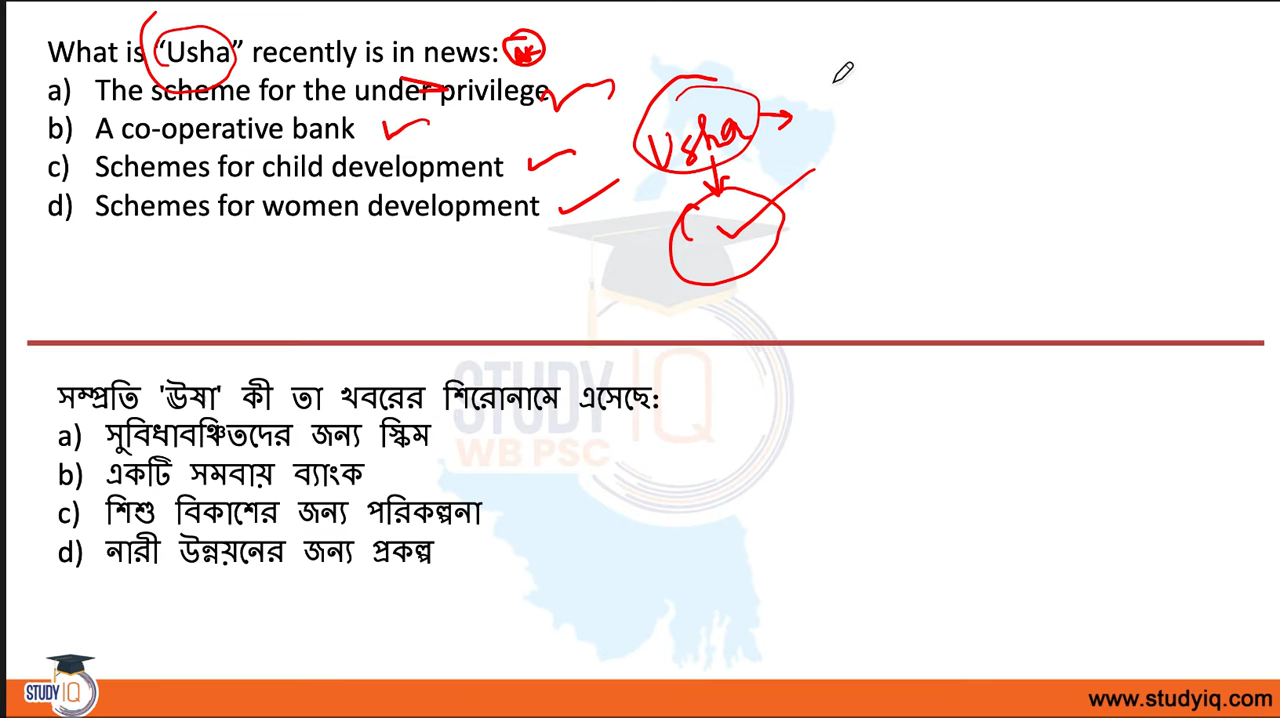 What is “Usha” recently is in news:
a) The scheme for the under privilege
b) A co-operative bank
c) Schemes for child development
d) Schemes for women development
Usha
সম্প্রতি 'ঊষা' কী তা খবরের শিরোনামে এসেছে:
a) সুবিধাবঞ্চিতদের জন্য স্কিম
b) একটি সমবায় ব্যাংক
c) শিশু বিকাশের জন্য পরিকল্পনা
d) নারী উন্নয়নের জন্য প্রকল্প
STUDY IQ
WB PSC
STUDY IQ
www.studyiq.com